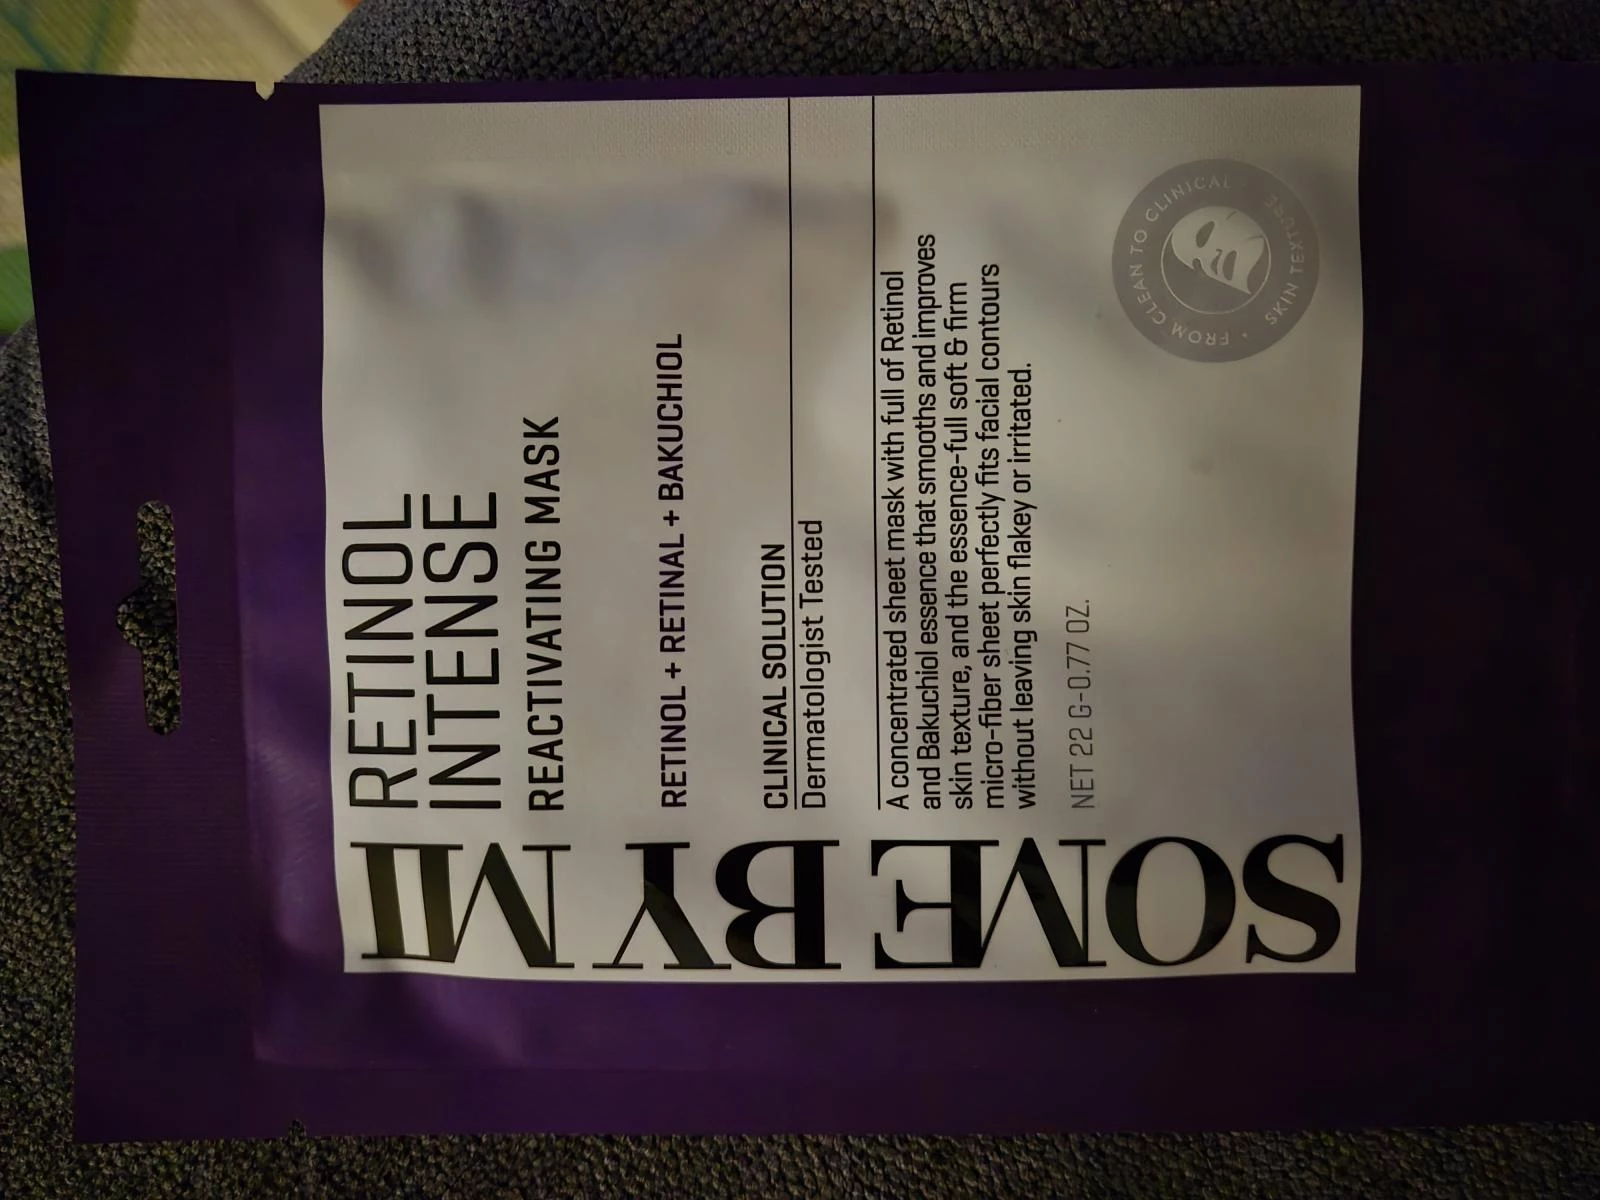 SOME BY MI
RETINOL
INTENSE
REACTIVATING MASK
RETINOL + RETINAL + BAKUCHIOL
CLINICAL SOLUTION
Dermatologist Tested
A concentrated sheet mask with full of Retinol
and Bakuchiol essence that smooths and improves
skin texture, and the essence-full soft & firm
micro-fiber sheet perfectly fits facial contours
without leaving skin flakey or irritated.
NET 22 G-0.77 OZ.
FROM CLEAN TO CLINICAL • SKIN TEXTURE •